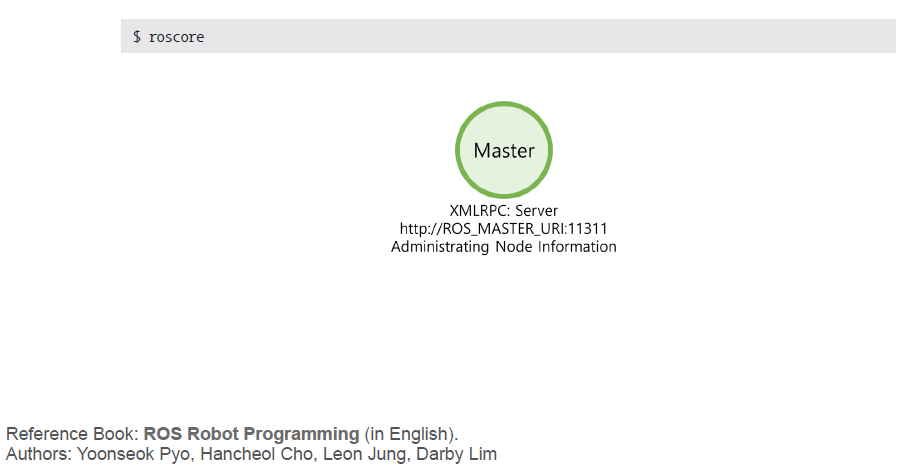 $ roscore
Master
XMLRPC: Server
http://ROS_MASTER_URI:11311
Administrating Node Information
Reference Book: ROS Robot Programming (in English).
Authors: Yoonseok Pyo, Hancheol Cho, Leon Jung, Darby Lim